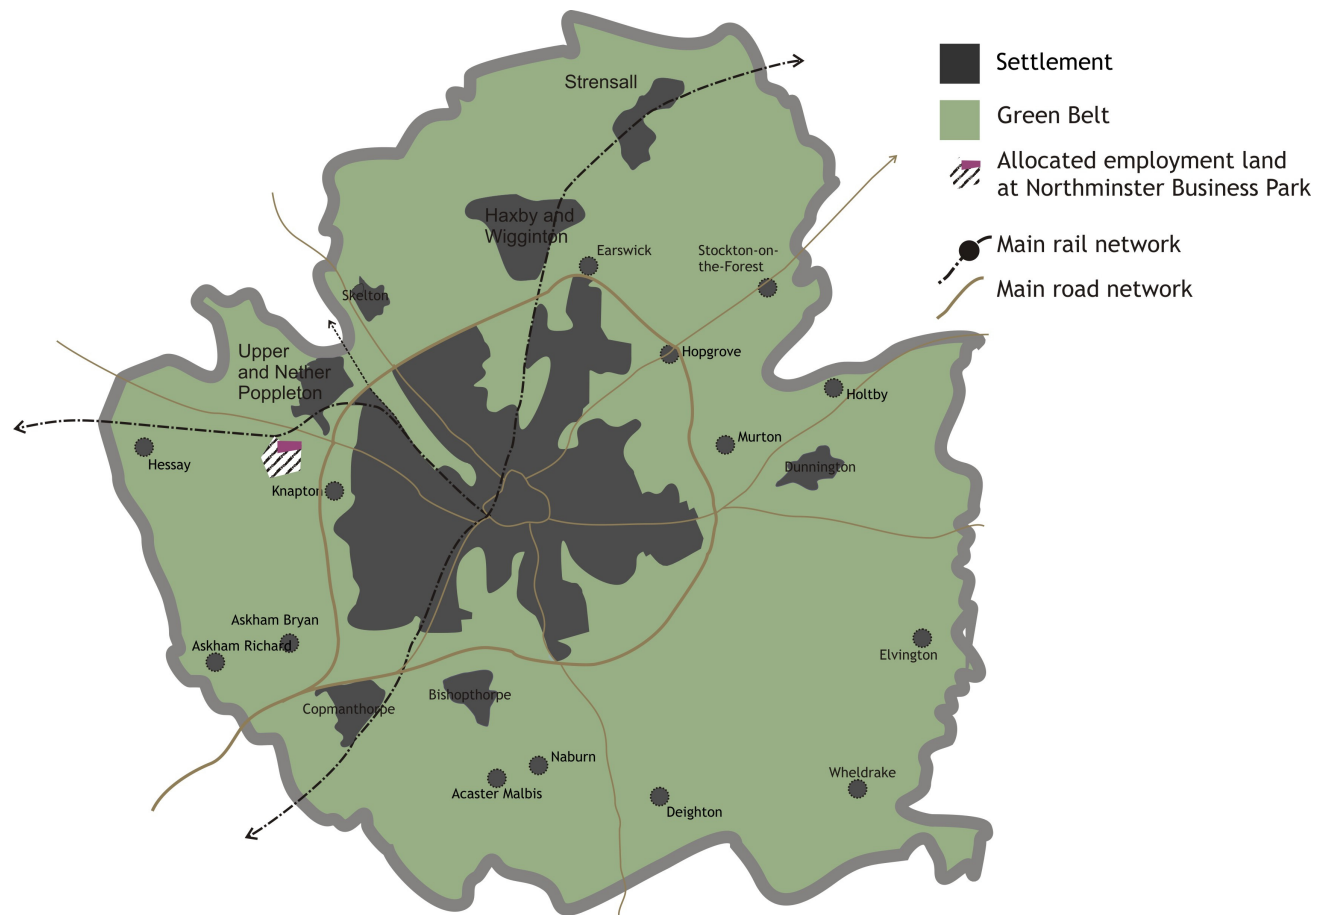 Strensall
Haxby and
Wigginton
Earswick
Stockton-on-
the-Forest
Skelton
Upper
and Nether
Poppleton
Hopgrove
Holtby
Murton
Dunnington
Hessay
Knapton
Askham Bryan
Askham Richard
Elvington
Copmanthorpe
Bishopthorpe
Naburn
Acaster Malbis
Deighton
Wheldrake
Settlement
Green Belt
Allocated employment land
at Northminster Business Park
Main rail network
Main road network